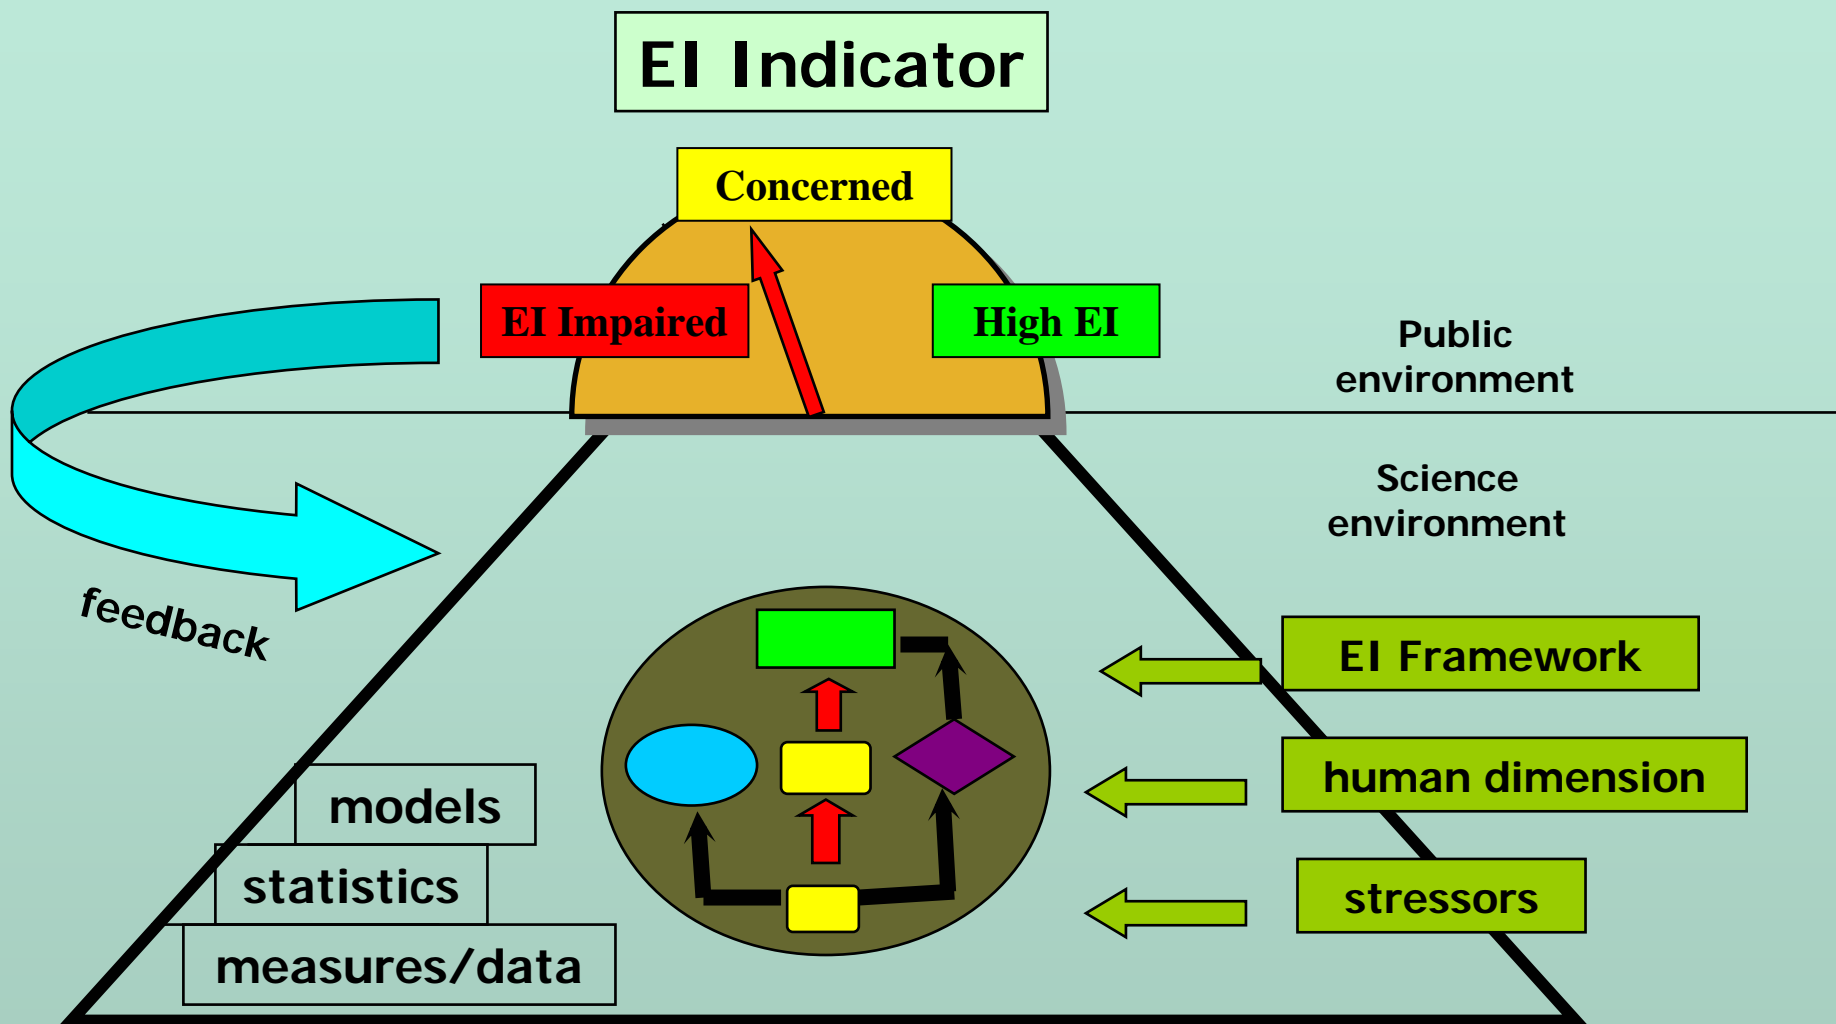 EI Indicator
Concerned
EI Impaired
High EI
Public
environment
Science
environment
feedback
EI Framework
human dimension
stressors
models
statistics
measures/data